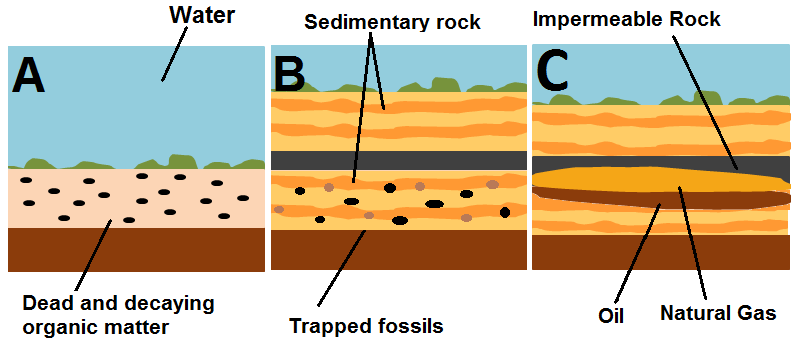 Water
Sedimentary rock
Impermeable Rock
A
B
C
Dead and decaying
organic matter
Trapped fossils
Oil
Natural Gas